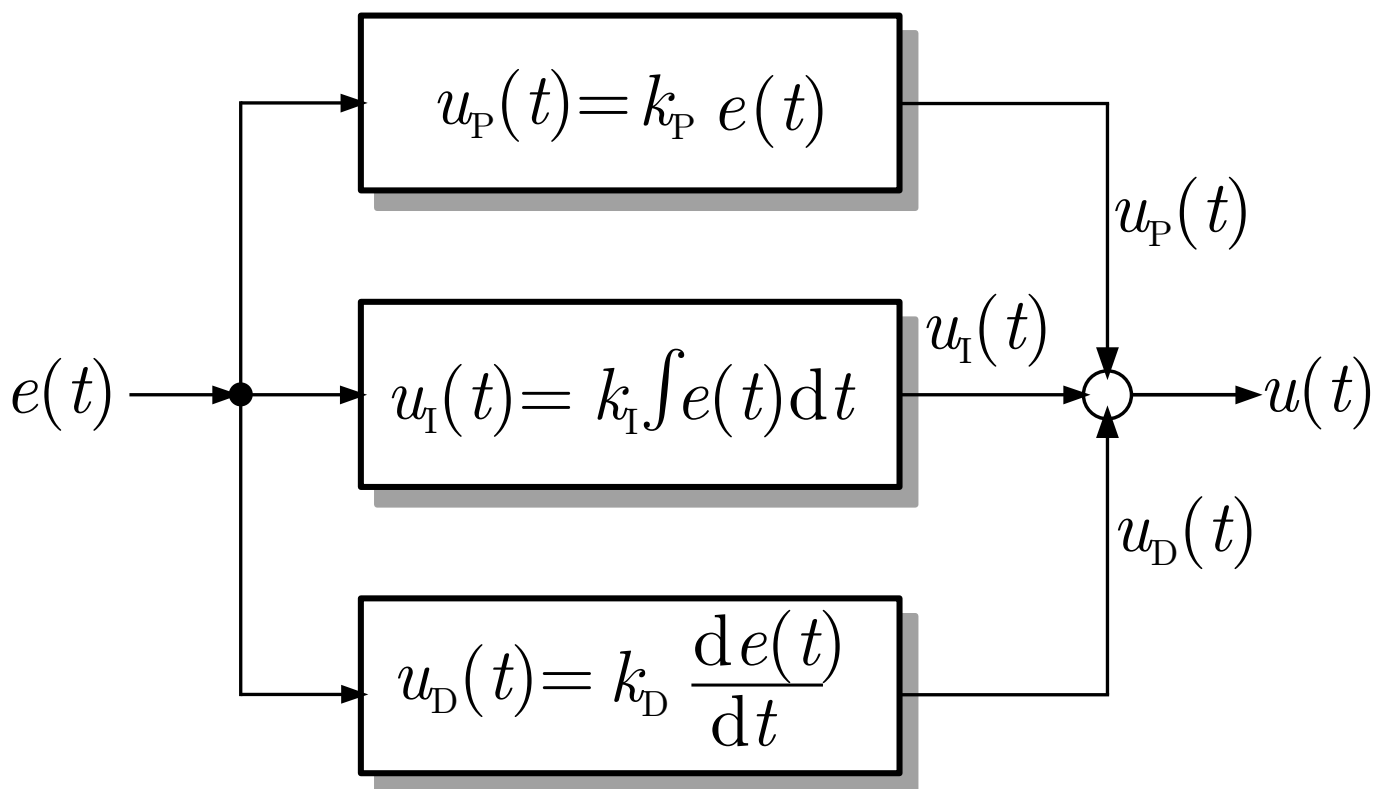 u_P(t)= k_P e(t)
u_P(t)
u_I(t)
e(t)
u_I(t)= k_I∫e(t)dt
u(t)
u_D(t)
u_D(t)= k_D de(t)/dt